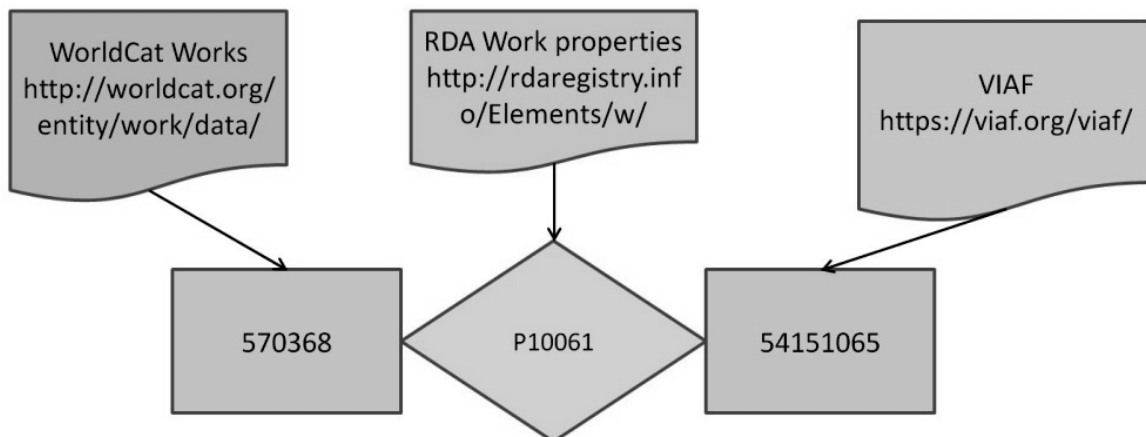 WorldCat Works
http://worldcat.org/
entity/work/data/
RDA Work properties
http://rdaregistry.inf
o/Elements/w/
VIAF
https://viaf.org/viaf/
570368
P10061
54151065